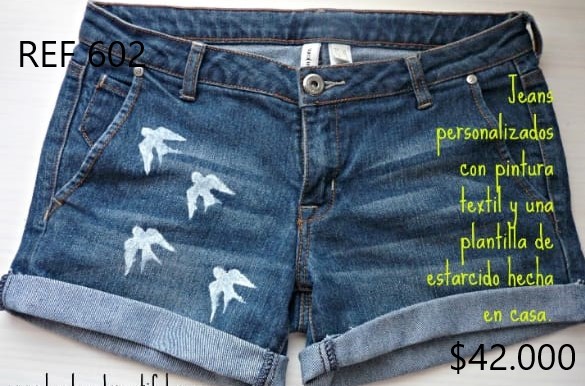 REF 602
Jeans
personalizados
con pintura
textil y una
plantilla de
estarcido hecha
en casa.
$42.000